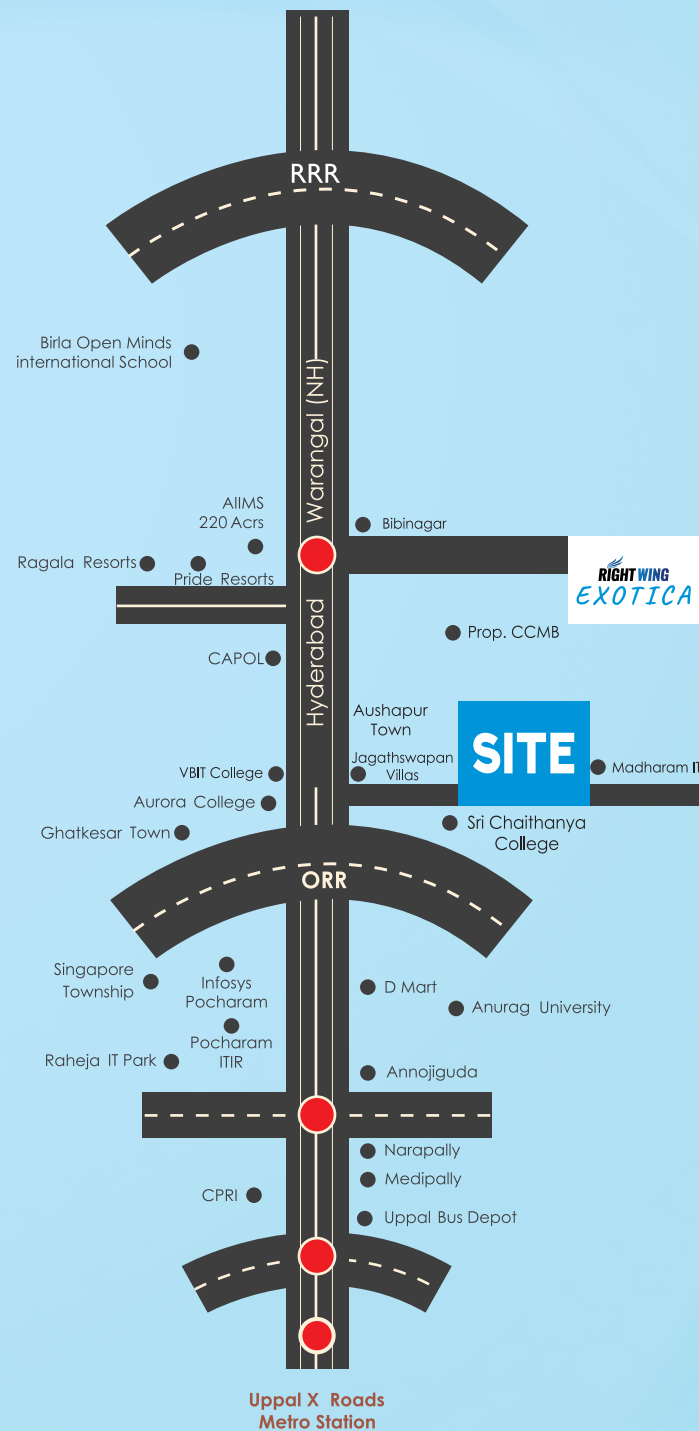 RRR
Birla Open Minds
international School
Warangal (NH)
AIIMS
220 Acrs
Bibinagar
Ragala Resorts
Pride Resorts
RIGHT WING
EXOTICA
Hyderabad
Prop. CCMB
CAPOL
Aushapur
Town
SITE
Jagathswapan
Villas
VBIT College
Madharam IT
Aurora College
Sri Chaithanya
College
Ghatkesar Town
ORR
Singapore
Township
Infosys
Pocharam
D Mart
Anurag University
Pocharam
ITIR
Raheja IT Park
Annojiguda
Narapally
Medipally
CPRI
Uppal Bus Depot
Uppal X Roads
Metro Station